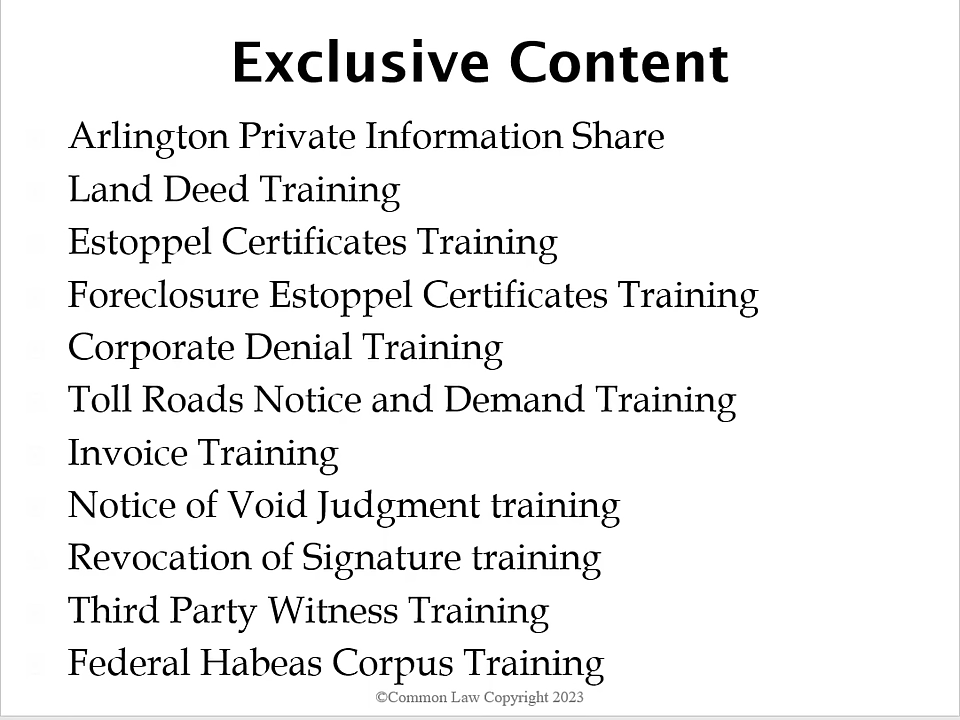 Exclusive Content
Arlington Private Information Share
Land Deed Training
Estoppel Certificates Training
Foreclosure Estoppel Certificates Training
Corporate Denial Training
Toll Roads Notice and Demand Training
Invoice Training
Notice of Void Judgment training
Revocation of Signature training
Third Party Witness Training
Federal Habeas Corpus Training
©Common Law Copyright 2023